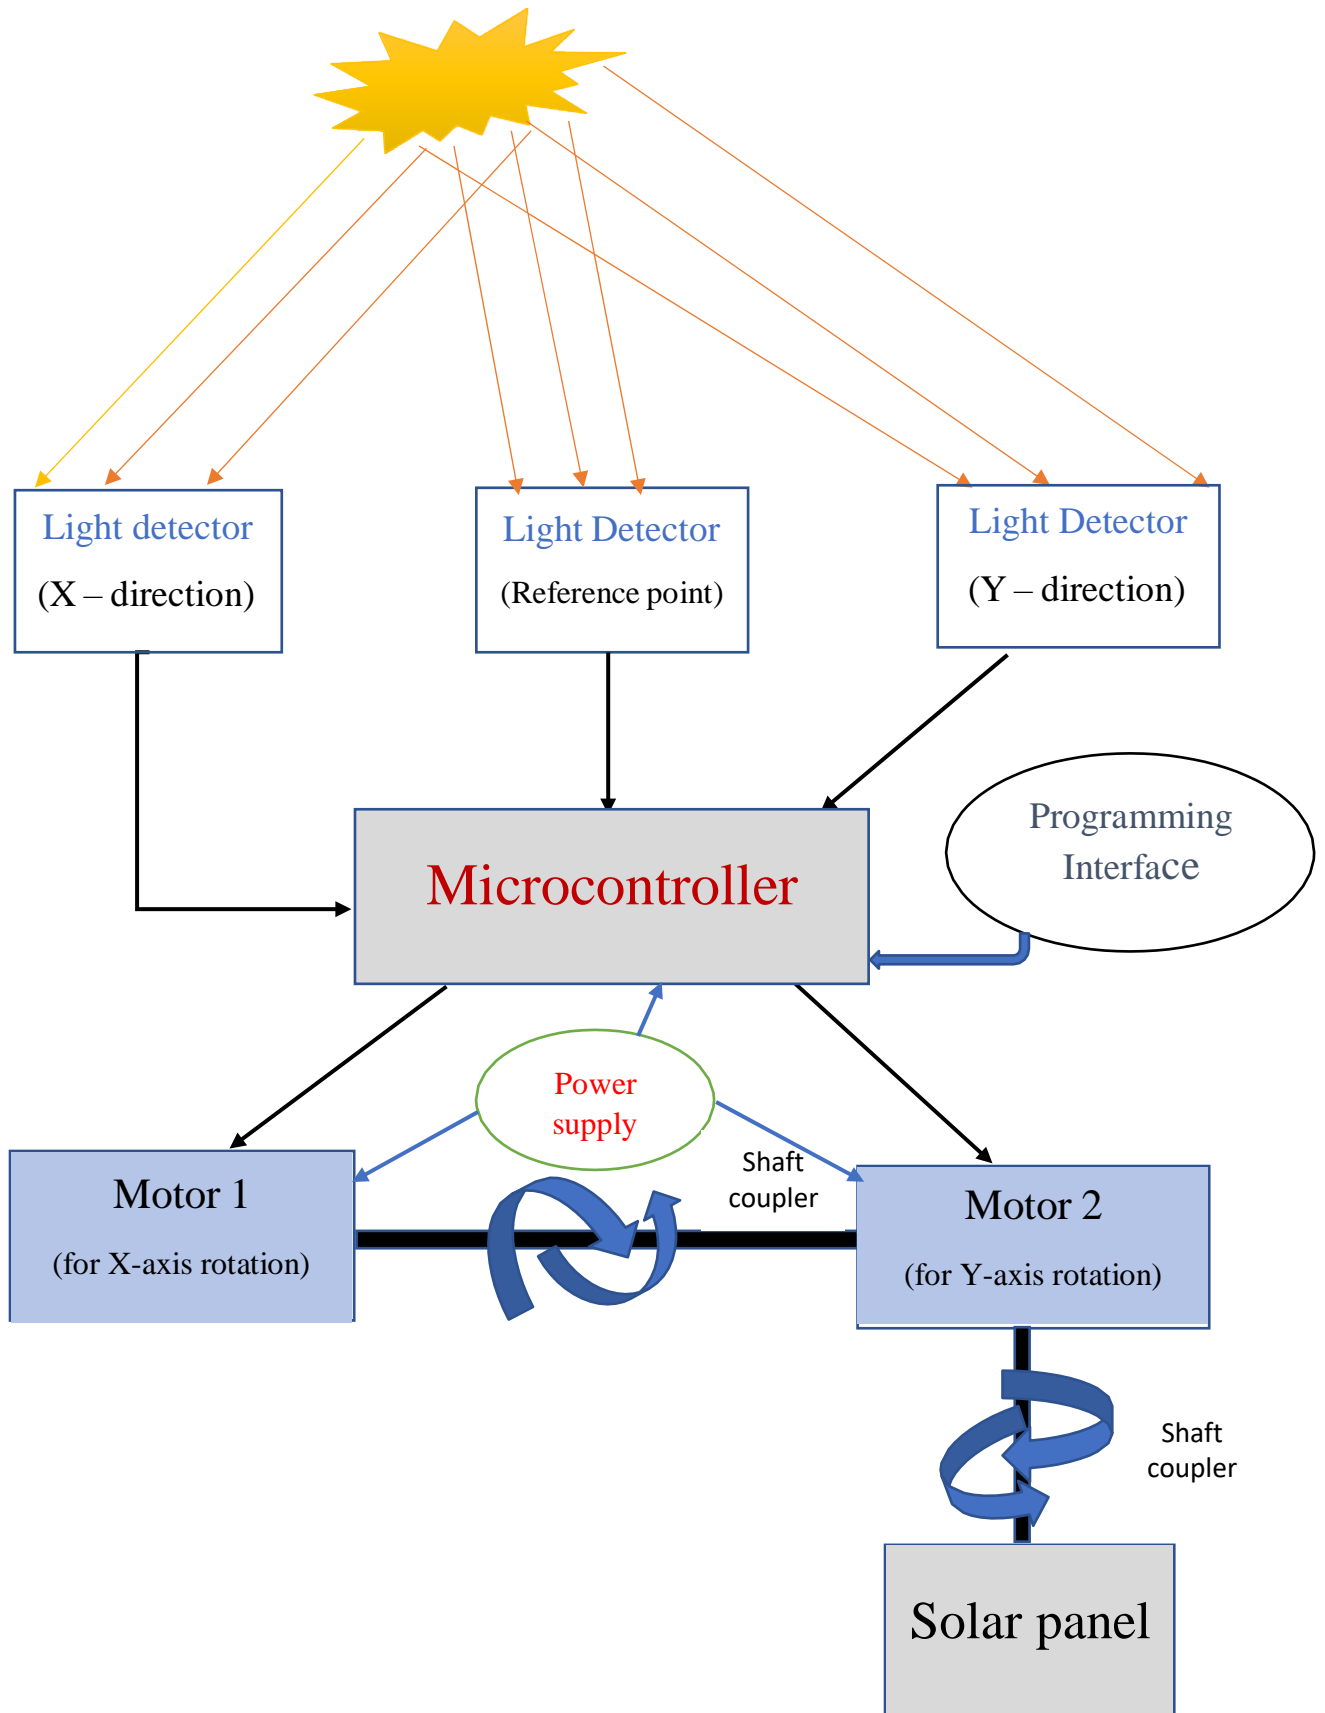 Light detector
(X – direction)
Light Detector
(Reference point)
Light Detector
(Y – direction)
Programming
Interface
Microcontroller
Power
supply
Shaft
coupler
Motor 1
(for X-axis rotation)
Motor 2
(for Y-axis rotation)
Shaft
coupler
Solar panel